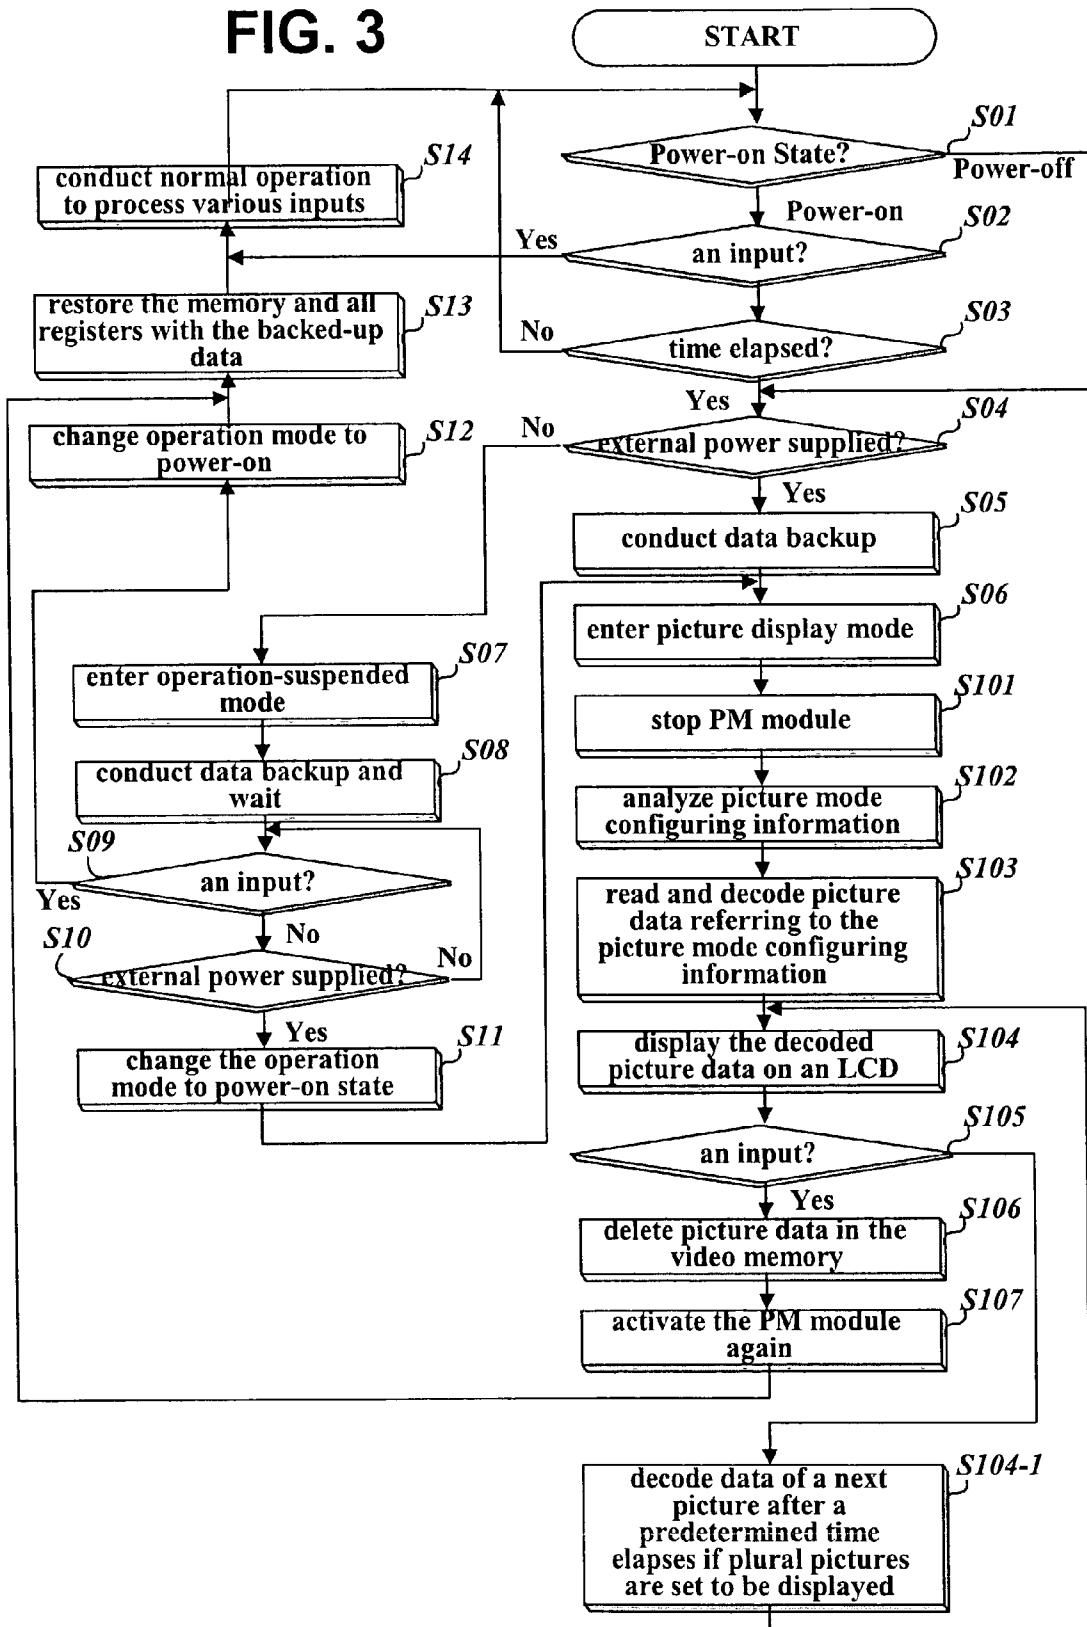 FIG. 3
START
S01
Power-on State?
Power-off
Power-on
S14
conduct normal operation
to process various inputs
S02
Yes
an input?
S13
restore the memory and all
registers with the backed-up
data
S03
No
time elapsed?
Yes
S12
change operation mode to
power-on
S04
No
external power supplied?
Yes
S05
conduct data backup
S06
enter picture display mode
S07
enter operation-suspended
mode
S101
stop PM module
S08
conduct data backup and
wait
S102
analyze picture mode
configuring information
S09
an input?
Yes
No
S103
read and decode picture
data referring to the
picture mode configuring
information
S10
external power supplied?
No
Yes
S11
change the operation
mode to power-on state
S104
display the decoded
picture data on an LCD
S105
an input?
Yes
S106
delete picture data in the
video memory
S107
activate the PM module
again
S104-1
decode data of a next
picture after a
predetermined time
elapses if plural pictures
are set to be displayed